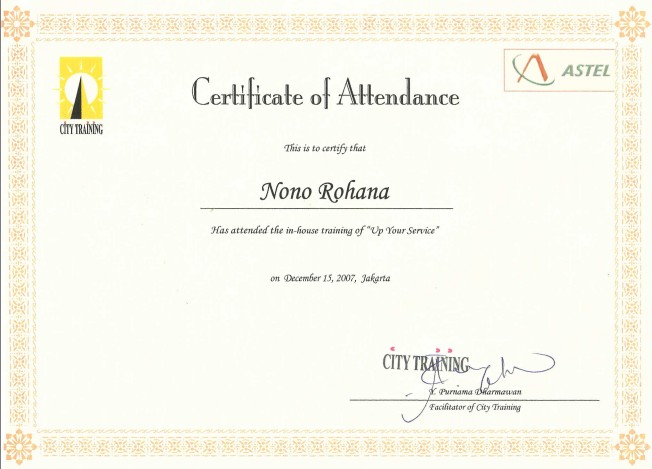 CITY TRAINING
ASTEL
Certificate of Attendance
This is to certify that
Nono Rohana
Has attended the in-house training of "Up Your Service"
on December 15, 2007, Jakarta
CITY TRAINING
Y. Purnama Dharmawan
Facilitator of City Training